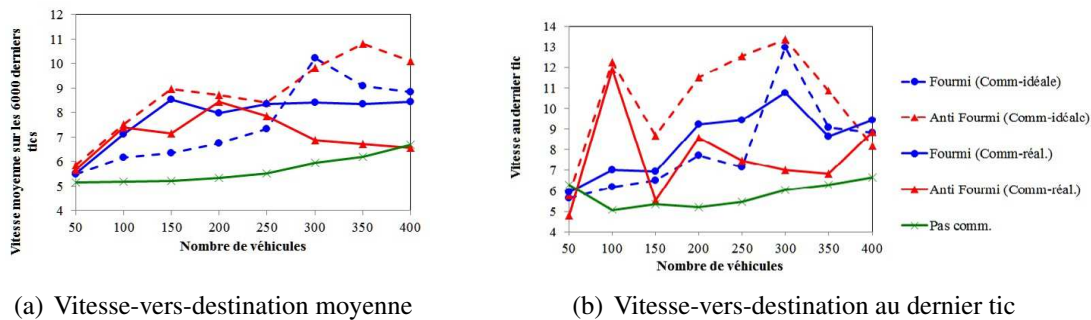 12
11
10
9
8
7
6
5
4
50 100 150 200 250 300 350 400
Nombre de véhicules
Vitesse moyenne sur les 6000 derniers
tics
14
13
12
11
10
9
8
7
6
5
4
50 100 150 200 250 300 350 400
Nombre de véhicules
Vitesse au dernier tic
Fourmi (Comm-idéale)
Anti Fourmi (Comm-idéale)
Fourmi (Comm-réal.)
Anti Fourmi (Comm-réal.)
Pas comm.
(a) Vitesse-vers-destination moyenne
(b) Vitesse-vers-destination au dernier tic